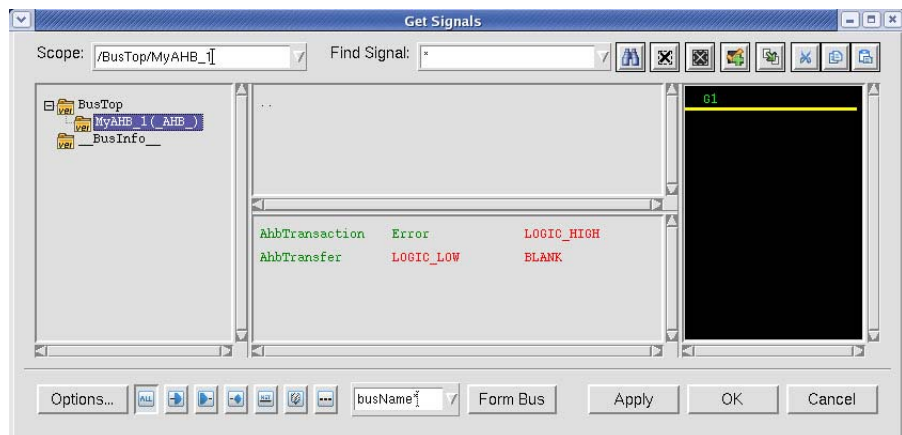 Get Signals
Scope: /BusTop/MyAHB_1 Find Signal: *
BusTop
MyAHB_1(_AHB_)
__BusInfo__
..
AhbTransaction Error LOGIC_HIGH
AhbTransfer LOGIC_LOW BLANK
G1
Options... ALL busName* Form Bus Apply OK Cancel